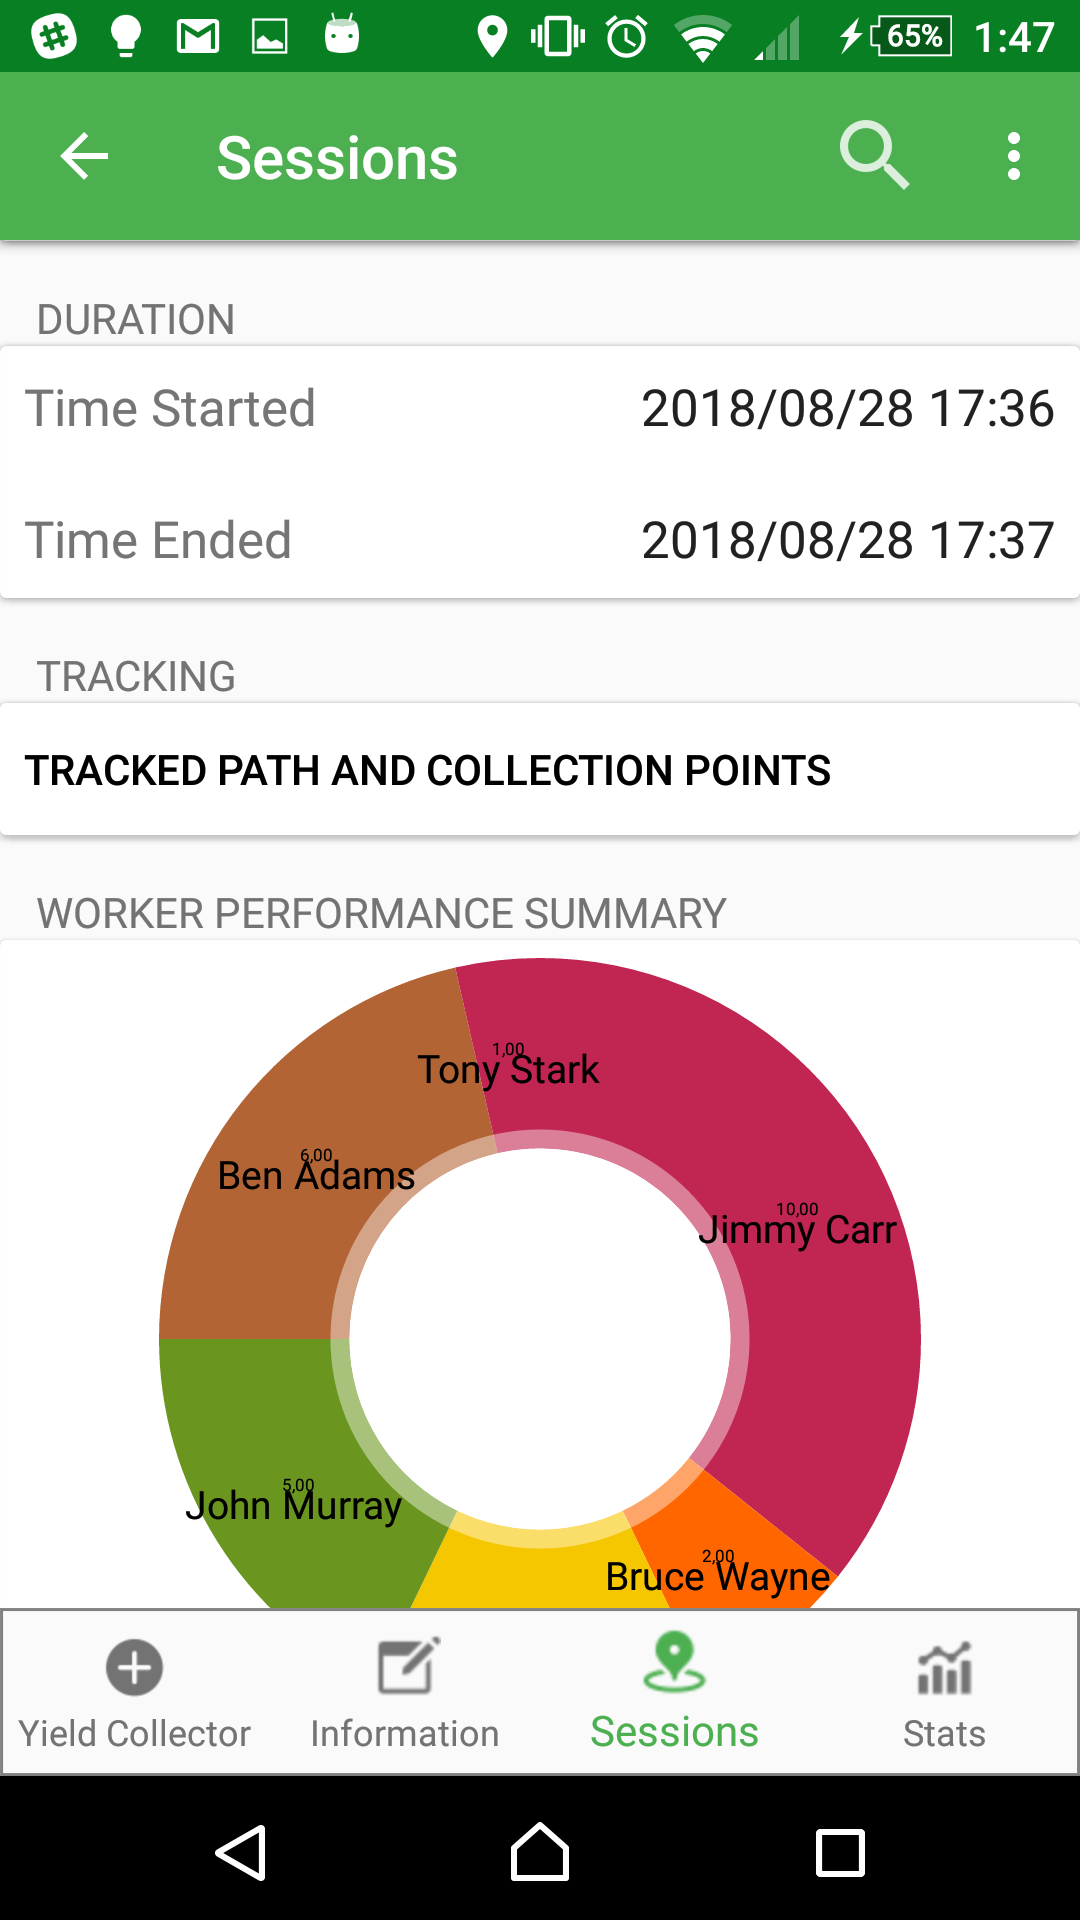 65% 1:47
Sessions
DURATION
Time Started 2018/08/28 17:36
Time Ended 2018/08/28 17:37
TRACKING
TRACKED PATH AND COLLECTION POINTS
WORKER PERFORMANCE SUMMARY
1,00
Tony Stark
6,00
Ben Adams
10,00
Jimmy Carr
5,00
John Murray
2,00
Bruce Wayne
Yield Collector Information Sessions Stats